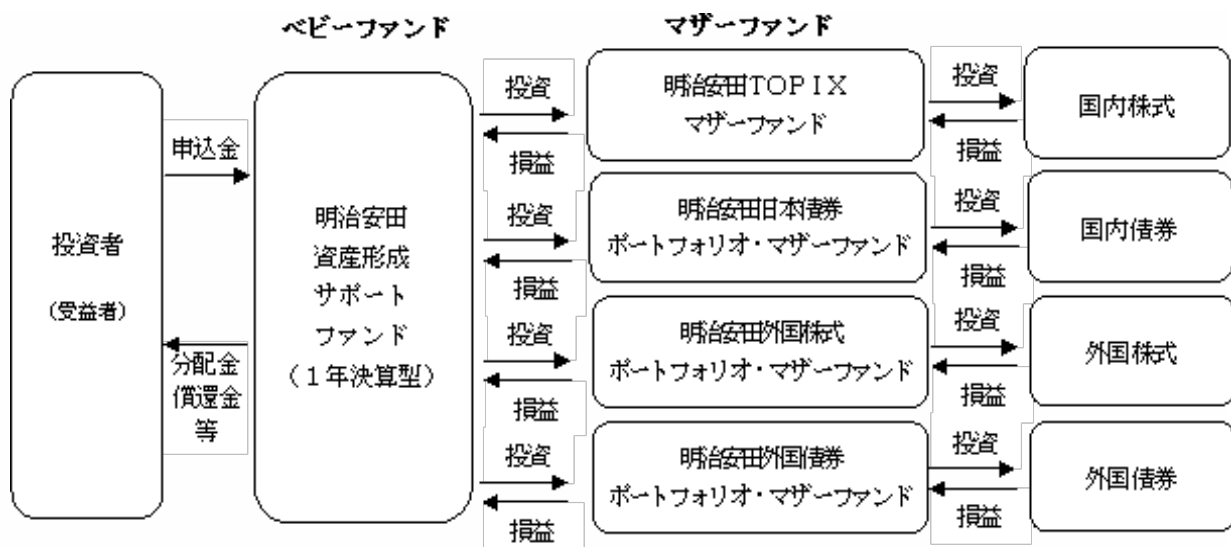 ベビーファンド
マザーファンド
投資者
（受益者）
申込金
分配金
償還金
等
明治安田
資産形成
サポート
ファンド
（１年決算型）
投資
損益
投資
損益
投資
損益
投資
損益
明治安田ＴＯＰＩＸ
マザーファンド
明治安田日本債券
ポートフォリオ・マザーファンド
明治安田外国株式
ポートフォリオ・マザーファンド
明治安田外国債券
ポートフォリオ・マザーファンド
投資
損益
投資
損益
投資
損益
投資
損益
国内株式
国内債券
外国株式
外国債券